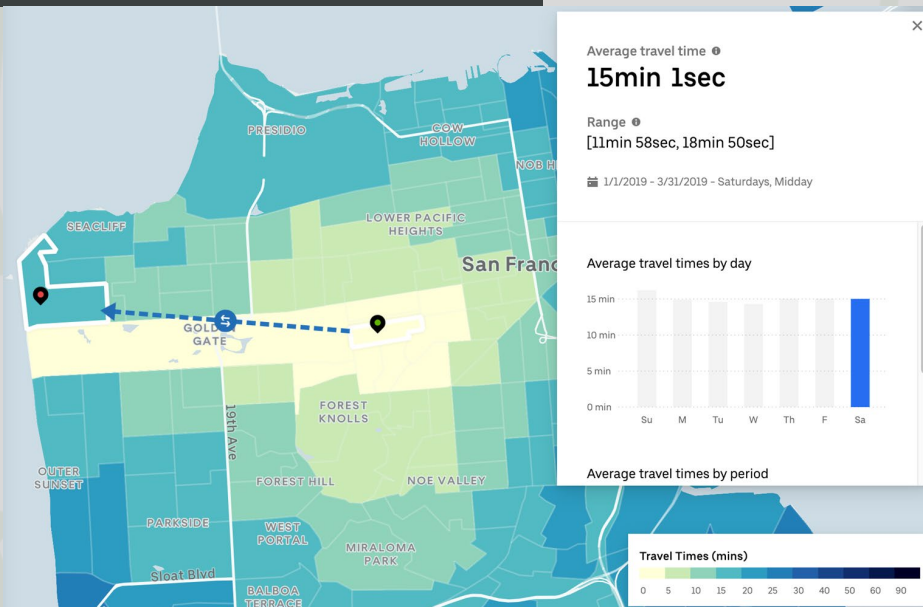 Average travel time
15min 1sec
Range
[11min 58sec, 18min 50sec]
1/1/2019 - 3/31/2019 - Saturdays, Midday
Average travel times by day
15 min
10 min
5 min
0 min
Su M Tu W Th F Sa
Average travel times by period
Travel Times (mins)
0 5 10 15 20 25 30 40 50 60 90
PRESIDIO
COW
HOLLOW
NOB H
LOWER PACIFIC
HEIGHTS
SEACLIFF
San Franc
GOLD
GATE
19th Ave
FOREST
KNOLLS
OUTER
SUNSET
FOREST HILL
NOE VALLEY
PARKSIDE
WEST
PORTAL
MIRALOMA
PARK
Sloat Blvd
BALBOA
TERRACE